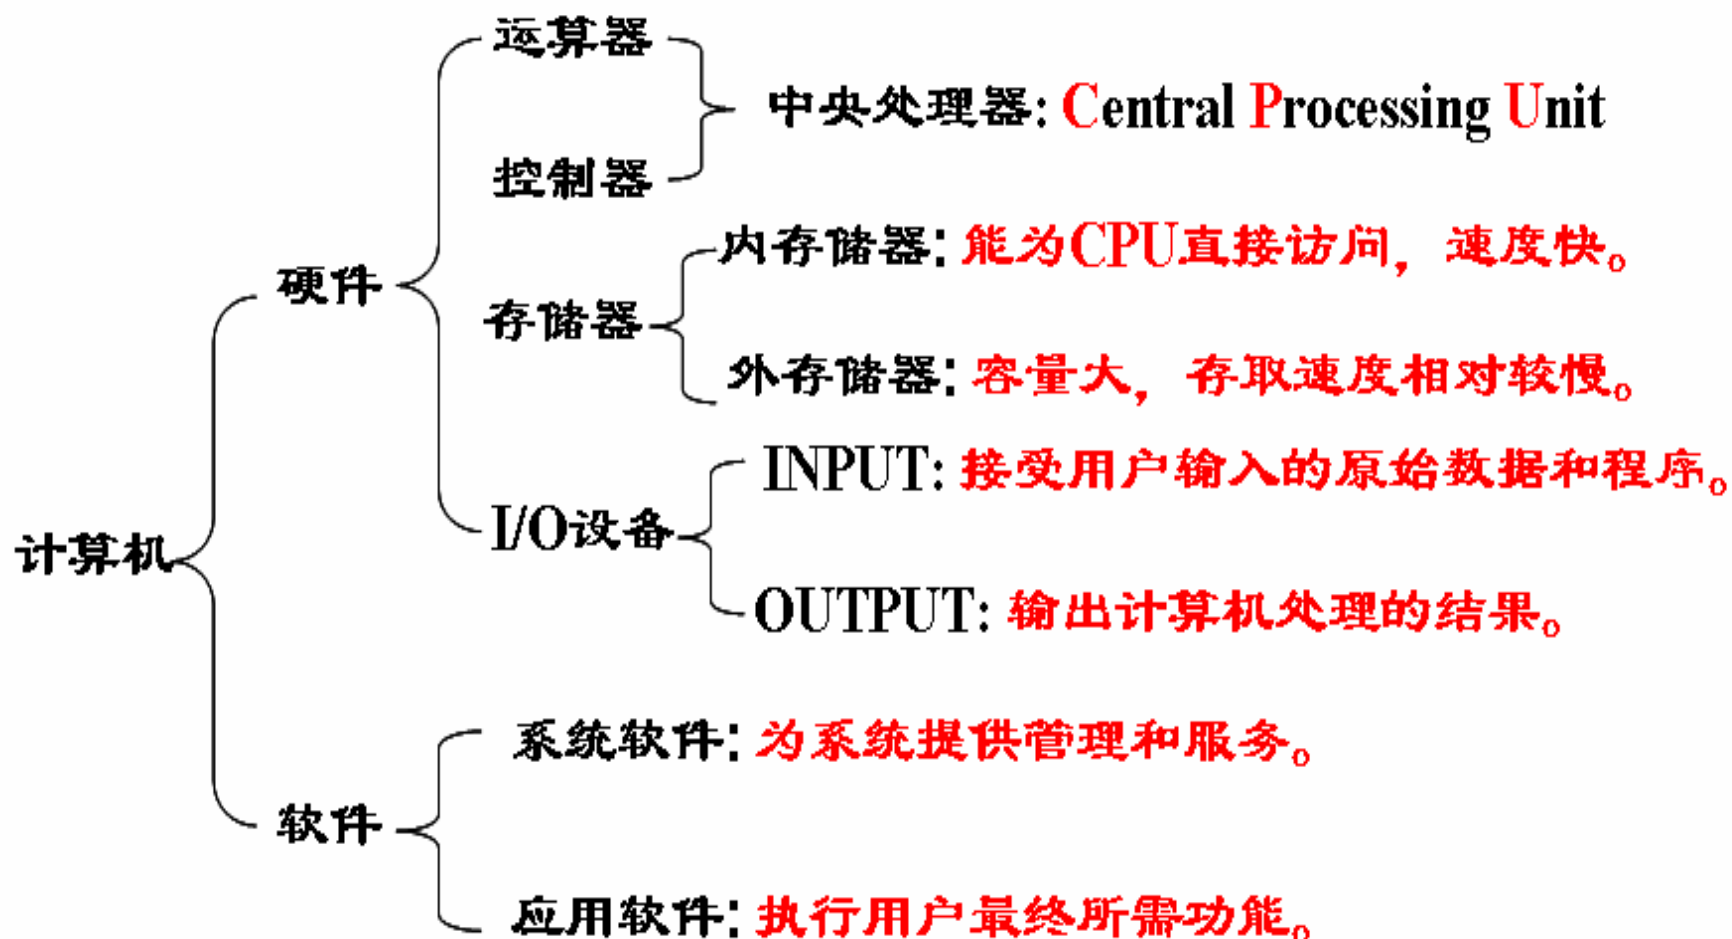 运算器
中央处理器: Central Processing Unit
控制器
内存储器: 能为CPU直接访问，速度快。
硬件
存储器
外存储器: 容量大，存取速度相对较慢。
INPUT: 接受用户输入的原始数据和程序。
I/O设备
计算机
OUTPUT: 输出计算机处理的结果。
系统软件: 为系统提供管理和服务。
软件
应用软件: 执行用户最终所需功能。